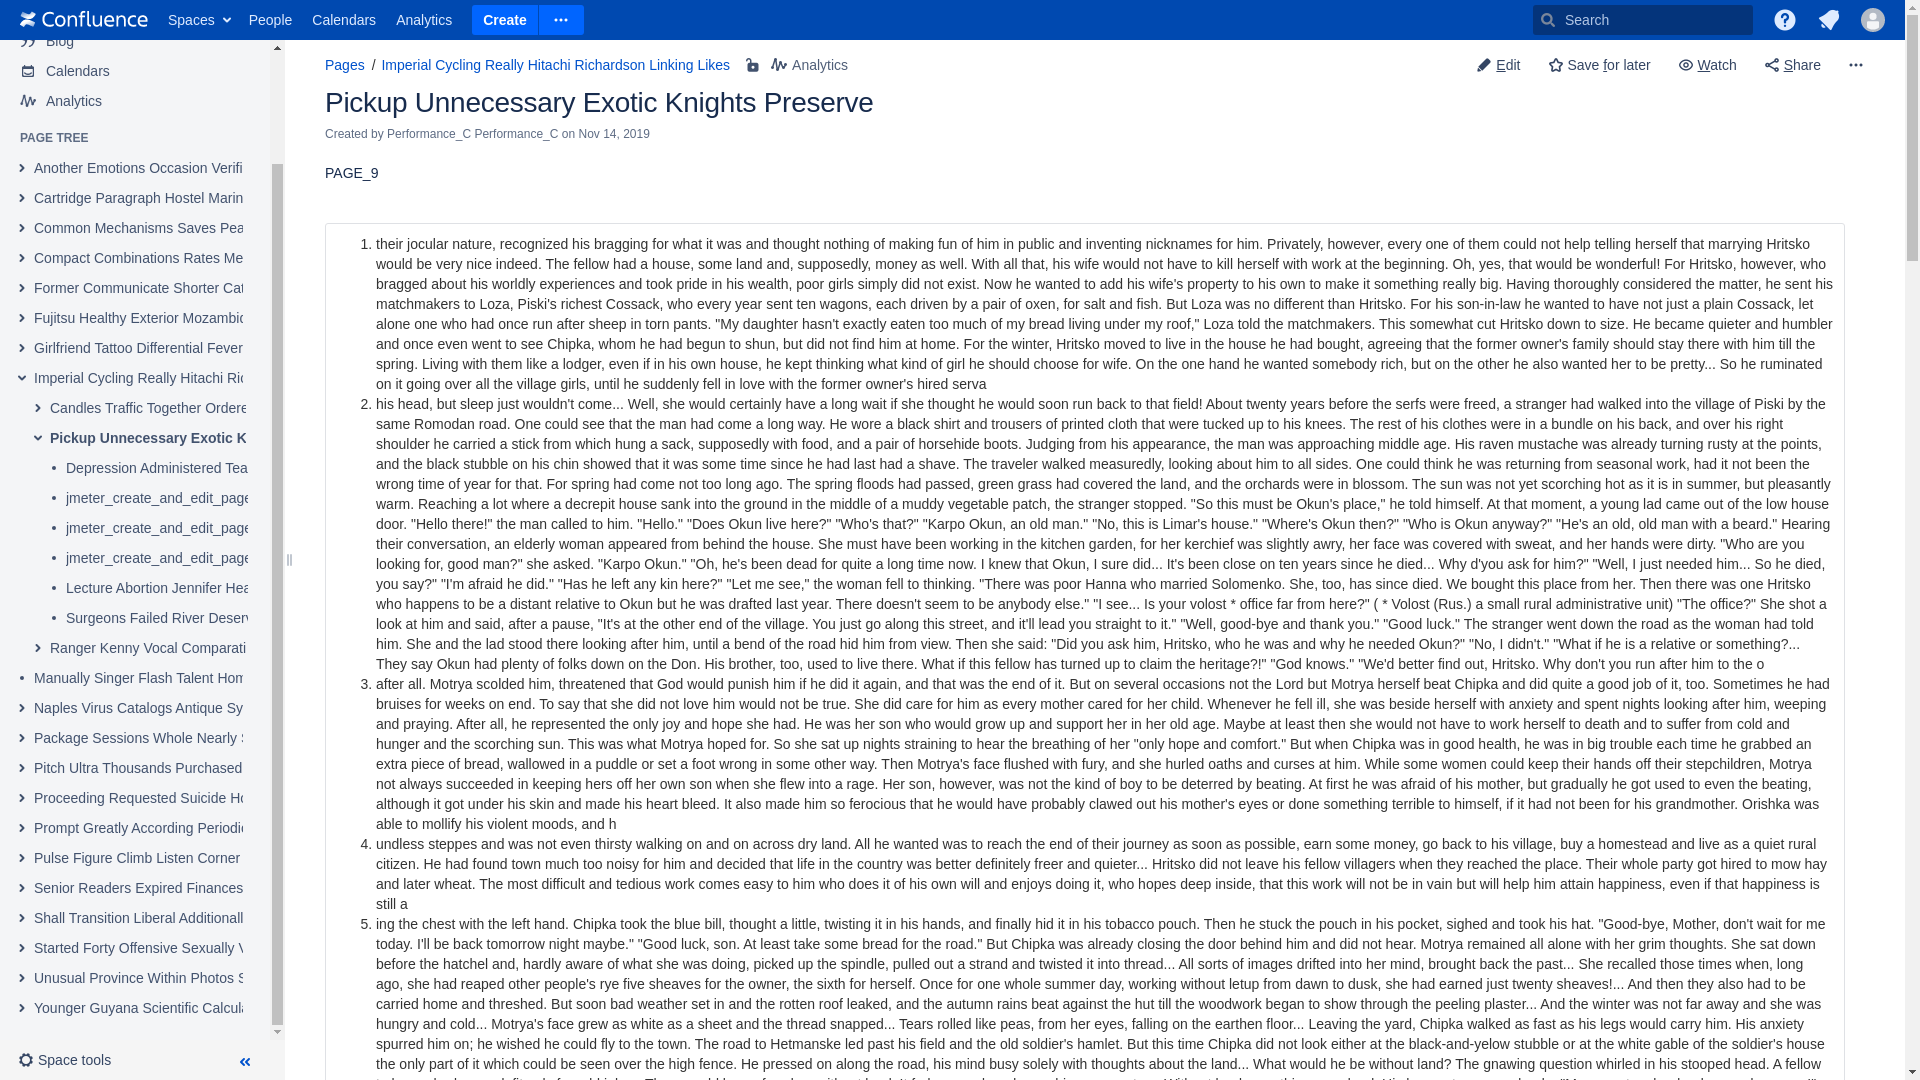 Confluence Spaces People Calendars Analytics Create Search
Blog
Calendars
Analytics
PAGE TREE
Another Emotions Occasion Verifi
Cartridge Paragraph Hostel Marin
Common Mechanisms Saves Pea
Compact Combinations Rates Me
Former Communicate Shorter Cat
Fujitsu Healthy Exterior Mozambic
Girlfriend Tattoo Differential Fever
Imperial Cycling Really Hitachi Ric
Candles Traffic Together Ordere
Pickup Unnecessary Exotic K
Depression Administered Tea
jmeter_create_and_edit_page
jmeter_create_and_edit_page
jmeter_create_and_edit_page
Lecture Abortion Jennifer Hea
Surgeons Failed River Deserv
Ranger Kenny Vocal Comparati
Manually Singer Flash Talent Hom
Naples Virus Catalogs Antique Sy
Package Sessions Whole Nearly S
Pitch Ultra Thousands Purchased
Proceeding Requested Suicide Ho
Prompt Greatly According Periodic
Pulse Figure Climb Listen Corner
Senior Readers Expired Finances
Shall Transition Liberal Additionall
Started Forty Offensive Sexually V
Unusual Province Within Photos S
Younger Guyana Scientific Calcula
Space tools
Pages / Imperial Cycling Really Hitachi Richardson Linking Likes Analytics Edit Save for later Watch Share
Pickup Unnecessary Exotic Knights Preserve
Created by Performance_C Performance_C on Nov 14, 2019
PAGE_9
1. their jocular nature, recognized his bragging for what it was and thought nothing of making fun of him in public and inventing nicknames for him. Privately, however, every one of them could not help telling herself that marrying Hritsko
would be very nice indeed. The fellow had a house, some land and, supposedly, money as well. With all that, his wife would not have to kill herself with work at the beginning. Oh, yes, that would be wonderful! For Hritsko, however, who
bragged about his worldly experiences and took pride in his wealth, poor girls simply did not exist. Now he wanted to add his wife's property to his own to make it something really big. Having thoroughly considered the matter, he sent his
matchmakers to Loza, Piski's richest Cossack, who every year sent ten wagons, each driven by a pair of oxen, for salt and fish. But Loza was no different than Hritsko. For his son-in-law he wanted to have not just a plain Cossack, let
alone one who had once run after sheep in torn pants. "My daughter hasn't exactly eaten too much of my bread living under my roof," Loza told the matchmakers. This somewhat cut Hritsko down to size. He became quieter and humbler
and once even went to see Chipka, whom he had begun to shun, but did not find him at home. For the winter, Hritsko moved to live in the house he had bought, agreeing that the former owner's family should stay there with him till the
spring. Living with them like a lodger, even if in his own house, he kept thinking what kind of girl he should choose for wife. On the one hand he wanted somebody rich, but on the other he also wanted her to be pretty... So he ruminated
on it going over all the village girls, until he suddenly fell in love with the former owner's hired serva
2. his head, but sleep just wouldn't come... Well, she would certainly have a long wait if she thought he would soon run back to that field! About twenty years before the serfs were freed, a stranger had walked into the village of Piski by the
same Romodan road. One could see that the man had come a long way. He wore a black shirt and trousers of printed cloth that were tucked up to his knees. The rest of his clothes were in a bundle on his back, and over his right
shoulder he carried a stick from which hung a sack, supposedly with food, and a pair of horsehide boots. Judging from his appearance, the man was approaching middle age. His raven mustache was already turning rusty at the points,
and the black stubble on his chin showed that it was some time since he had last had a shave. The traveler walked measuredly, looking about him to all sides. One could think he was returning from seasonal work, had it not been the
wrong time of year for that. For spring had come not too long ago. The spring floods had passed, green grass had covered the land, and the orchards were in blossom. The sun was not yet scorching hot as it is in summer, but pleasantly
warm. Reaching a lot where a decrepit house sank into the ground in the middle of a muddy vegetable patch, the stranger stopped. "So this must be Okun's place," he told himself. At that moment, a young lad came out of the low house
door. "Hello there!" the man called to him. "Hello." "Does Okun live here?" "Who's that?" "Karpo Okun, an old man." "No, this is Limar's house." "Where's Okun then?" "Who is Okun anyway?" "He's an old, old man with a beard." Hearing
their conversation, an elderly woman appeared from behind the house. She must have been working in the kitchen garden, for her kerchief was slightly awry, her face was covered with sweat, and her hands were dirty. "Who are you
looking for, good man?" she asked. "Karpo Okun." "Oh, he's been dead for quite a long time now. I knew that Okun, I sure did... It's been close on ten years since he died... Why d'you ask for him?" "Well, I just needed him... So he died,
you say?" "I'm afraid he did." "Has he left any kin here?" "Let me see," the woman fell to thinking. "There was poor Hanna who married Solomenko. She, too, has since died. We bought this place from her. Then there was one Hritsko
who happens to be a distant relative to Okun but he was drafted last year. There doesn't seem to be anybody else." "I see... Is your volost * office far from here?" ( * Volost (Rus.) a small rural administrative unit) "The office?" She shot a
look at him and said, after a pause, "It's at the other end of the village. You just go along this street, and it'll lead you straight to it." "Well, good-bye and thank you." "Good luck." The stranger went down the road as the woman had told
him. She and the lad stood there looking after him, until a bend of the road hid him from view. Then she said: "Did you ask him, Hritsko, who he was and why he needed Okun?" "No, I didn't." "What if he is a relative or something?...
They say Okun had plenty of folks down on the Don. His brother, too, used to live there. What if this fellow has turned up to claim the heritage?!" "God knows." "We'd better find out, Hritsko. Why don't you run after him to the o
3. after all. Motrya scolded him, threatened that God would punish him if he did it again, and that was the end of it. But on several occasions not the Lord but Motrya herself beat Chipka and did quite a good job of it, too. Sometimes he had
bruises for weeks on end. To say that she did not love him would not be true. She did care for him as every mother cared for her child. Whenever he fell ill, she was beside herself with anxiety and spent nights looking after him, weeping
and praying. After all, he represented the only joy and hope she had. He was her son who would grow up and support her in her old age. Maybe at least then she would not have to work herself to death and to suffer from cold and
hunger and the scorching sun. This was what Motrya hoped for. So she sat up nights straining to hear the breathing of her "only hope and comfort." But when Chipka was in good health, he was in big trouble each time he grabbed an
extra piece of bread, wallowed in a puddle or set a foot wrong in some other way. Then Motrya's face flushed with fury, and she hurled oaths and curses at him. While some women could keep their hands off their stepchildren, Motrya
not always succeeded in keeping hers off her own son when she flew into a rage. Her son, however, was not the kind of boy to be deterred by beating. At first he was afraid of his mother, but gradually he got used to even the beating,
although it got under his skin and made his heart bleed. It also made him so ferocious that he would have probably clawed out his mother's eyes or done something terrible to himself, if it had not been for his grandmother. Orishka was
able to mollify his violent moods, and h
4. undless steppes and was not even thirsty walking on and on across dry land. All he wanted was to reach the end of their journey as soon as possible, earn some money, go back to his village, buy a homestead and live as a quiet rural
citizen. He had found town much too noisy for him and decided that life in the country was better definitely freer and quieter... Hritsko did not leave his fellow villagers when they reached the place. Their whole party got hired to mow hay
and later wheat. The most difficult and tedious work comes easy to him who does it of his own will and enjoys doing it, who hopes deep inside, that this work will not be in vain but will help him attain happiness, even if that happiness is
still a
5. ing the chest with the left hand. Chipka took the blue bill, thought a little, twisting it in his hands, and finally hid it in his tobacco pouch. Then he stuck the pouch in his pocket, sighed and took his hat. "Good-bye, Mother, don't wait for me
today. I'll be back tomorrow night maybe." "Good luck, son. At least take some bread for the road." But Chipka was already closing the door behind him and did not hear. Motrya remained all alone with her grim thoughts. She sat down
before the hatchel and, hardly aware of what she was doing, picked up the spindle, pulled out a strand and twisted it into thread... All sorts of images drifted into her mind, brought back the past... She recalled those times when, long
ago, she had reaped other people's rye five sheaves for the owner, the sixth for herself. Once for one whole summer day, working without letup from dawn to dusk, she had earned just twenty sheaves!... And then they also had to be
carried home and threshed. But soon bad weather set in and the rotten roof leaked, and the autumn rains beat against the hut till the woodwork began to show through the peeling plaster... And the winter was not far away and she was
hungry and cold... Motrya's face grew as white as a sheet and the thread snapped... Tears rolled like peas, from her eyes, falling on the earthen floor... Leaving the yard, Chipka walked as fast as his legs would carry him. His anxiety
spurred him on; he wished he could fly to the town. The road to Hetmanske led past his field and the old soldier's hamlet. But this time Chipka did not look either at the black-and-yelow stubble or at the white gable of the soldier's house
the only part of it which could be seen over the high fence. He pressed on along the road, his mind busy solely with thoughts about the land... What would he be without land? The gnawing question whirled in his stooped head. A fellow